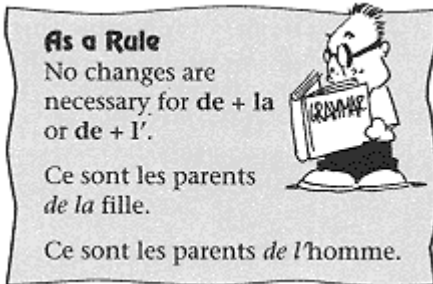 As a Rule
No changes are
necessary for de + la
or de + l'.
GRAMMAR
Ce sont les parents
de la fille.
Ce sont les parents de l'homme.